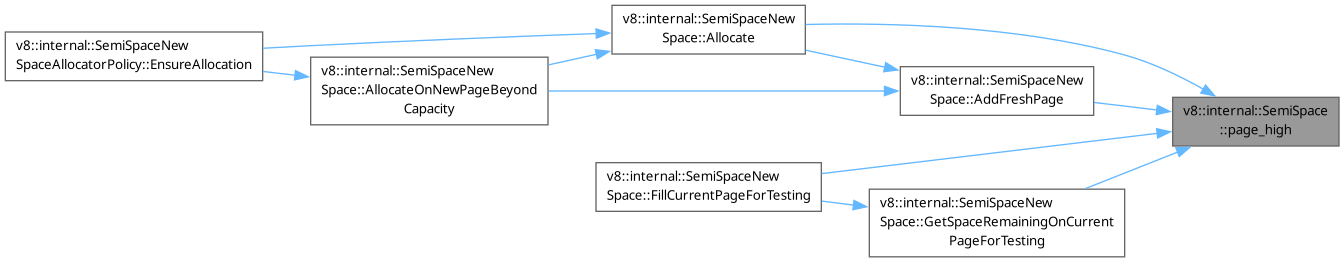 v8::internal::SemiSpaceNew
SpaceAllocatorPolicy::EnsureAllocation
v8::internal::SemiSpaceNew
Space::AllocateOnNewPageBeyond
Capacity
v8::internal::SemiSpaceNew
Space::Allocate
v8::internal::SemiSpaceNew
Space::AddFreshPage
v8::internal::SemiSpace
::page_high
v8::internal::SemiSpaceNew
Space::FillCurrentPageForTesting
v8::internal::SemiSpaceNew
Space::GetSpaceRemainingOnCurrent
PageForTesting